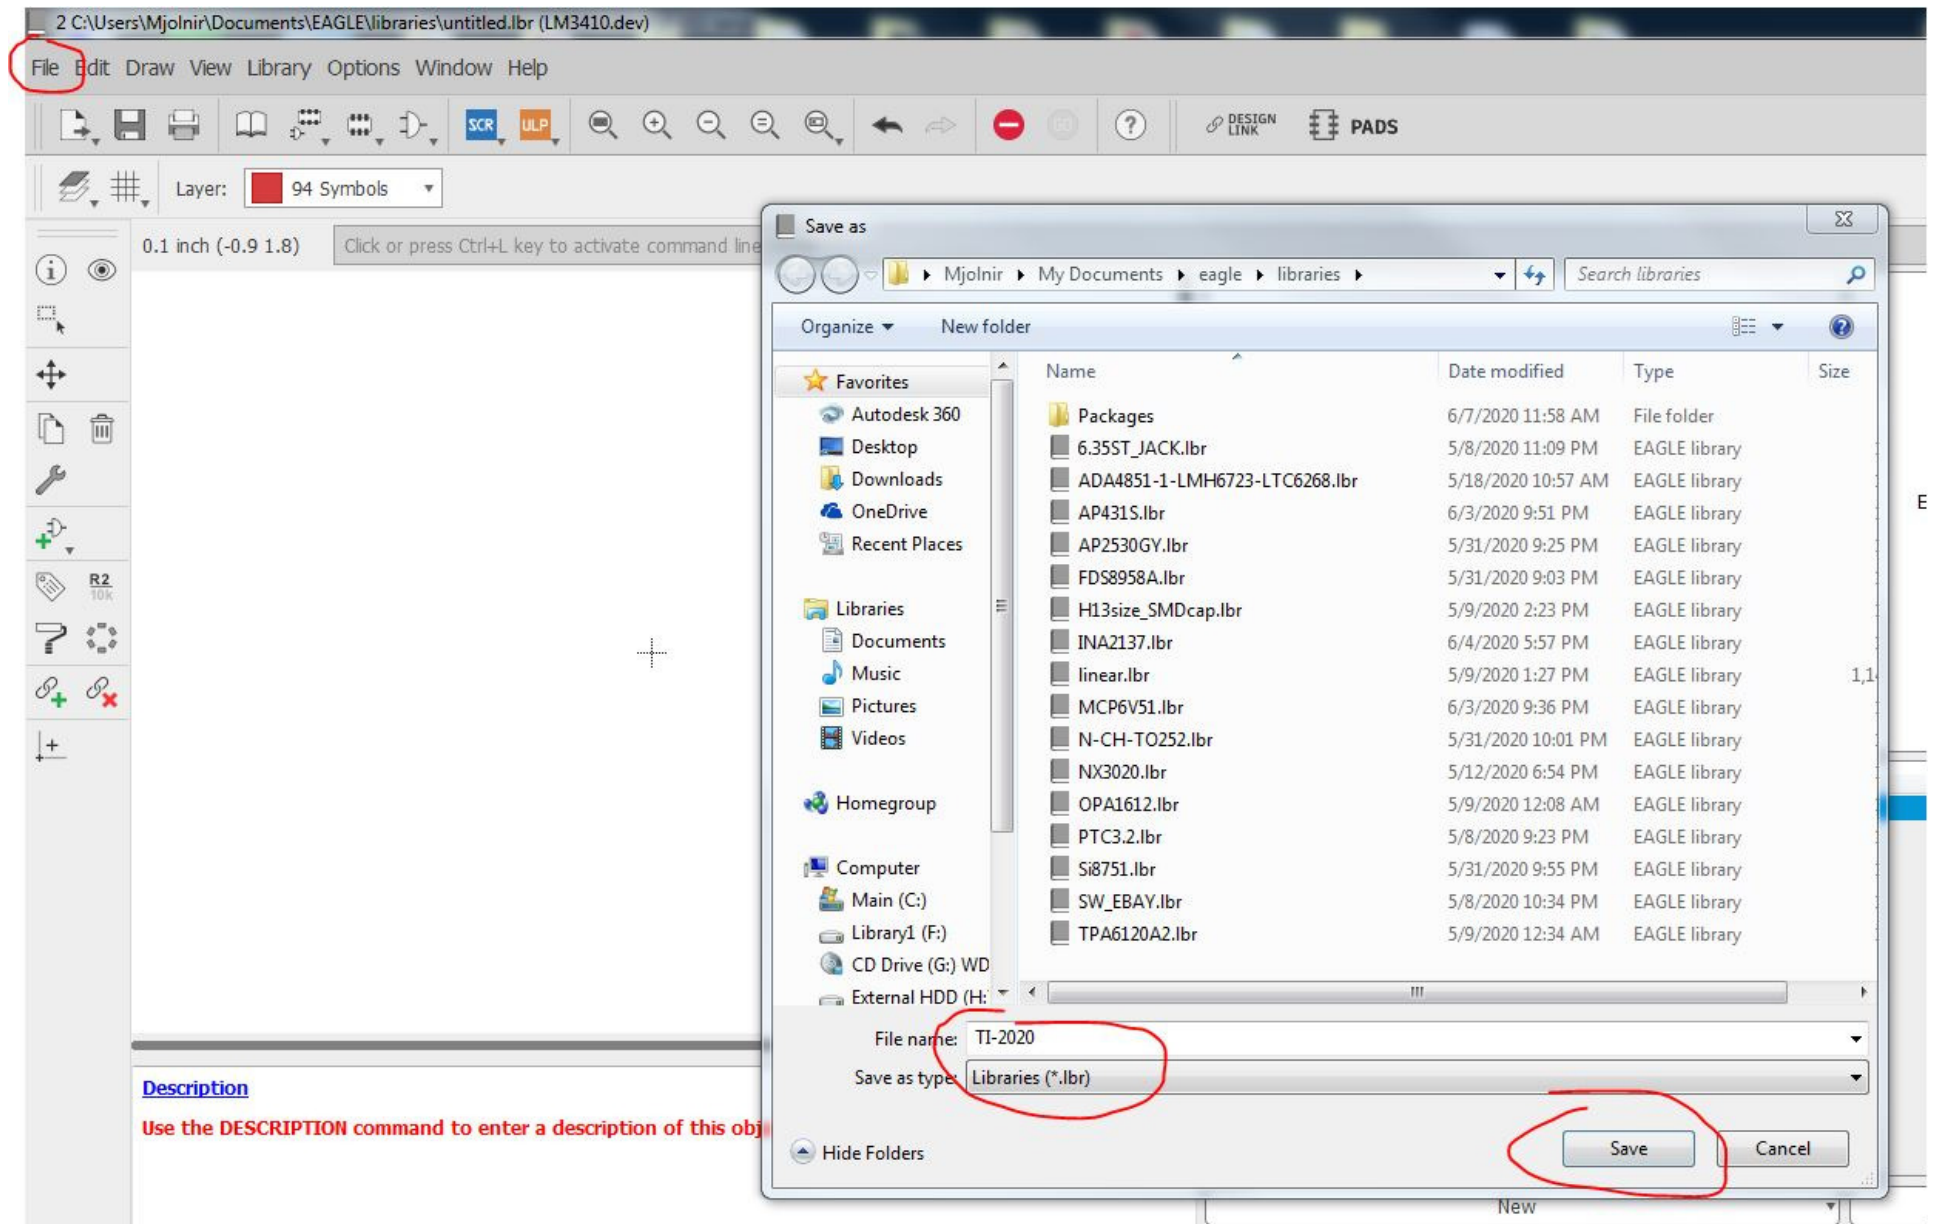 2 C:\Users\Mjolnir\Documents\EAGLE\libraries\untitled.lbr (LM3410.dev)
File Edit Draw View Library Options Window Help
SCR ULP GO ? DESIGN LINK PADS
Layer: 94 Symbols
0.1 inch (-0.9 1.8) Click or press Ctrl+L key to activate command line
R2
10k
Save as
Mjolnir My Documents eagle libraries Search libraries
Organize New folder
Name Date modified Type Size
Favorites
Autodesk 360
Desktop
Downloads
OneDrive
Recent Places
Libraries
Documents
Music
Pictures
Videos
Homegroup
Computer
Main (C:)
Library1 (F:)
CD Drive (G:) WD
External HDD (H:
Packages 6/7/2020 11:58 AM File folder
6.35ST_JACK.lbr 5/8/2020 11:09 PM EAGLE library
ADA4851-1-LMH6723-LTC6268.lbr 5/18/2020 10:57 AM EAGLE library
AP431S.lbr 6/3/2020 9:51 PM EAGLE library
AP2530GY.lbr 5/31/2020 9:25 PM EAGLE library
FDS8958A.lbr 5/31/2020 9:03 PM EAGLE library
H13size_SMDcap.lbr 5/9/2020 2:23 PM EAGLE library
INA2137.lbr 6/4/2020 5:57 PM EAGLE library
linear.lbr 5/9/2020 1:27 PM EAGLE library 1,14
MCP6V51.lbr 6/3/2020 9:36 PM EAGLE library
N-CH-TO252.lbr 5/31/2020 10:01 PM EAGLE library
NX3020.lbr 5/12/2020 6:54 PM EAGLE library
OPA1612.lbr 5/9/2020 12:08 AM EAGLE library
PTC3.2.lbr 5/8/2020 9:23 PM EAGLE library
Si8751.lbr 5/31/2020 9:55 PM EAGLE library
SW_EBAY.lbr 5/8/2020 10:34 PM EAGLE library
TPA6120A2.lbr 5/9/2020 12:34 AM EAGLE library
E
File name: TI-2020
Save as type: Libraries (*.lbr)
Hide Folders Save Cancel
Description
Use the DESCRIPTION command to enter a description of this obj
New